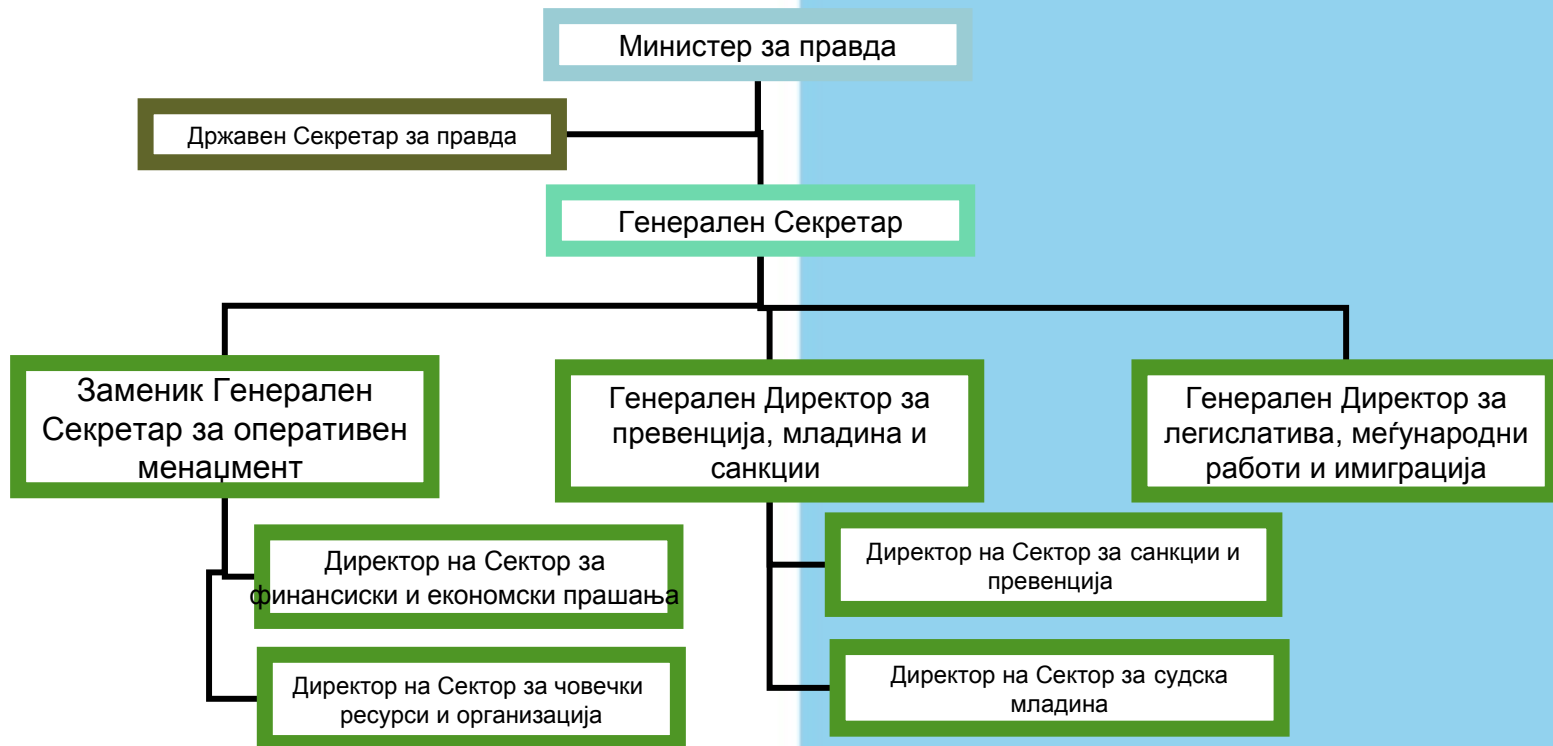 Министер за правда
Државен Секретар за правда
Генерален Секретар
Заменик Генерален
Секретар за оперативен
менаџмент
Генерален Директор за
превенција, младина и
санкции
Генерален Директор за
легислатива, меѓународни
работи и имиграција
Директор на Сектор за
финансиски и економски прашања
Директор на Сектор за санкции и
превенција
Директор на Сектор за човечки
ресурси и организација
Директор на Сектор за судска
младина